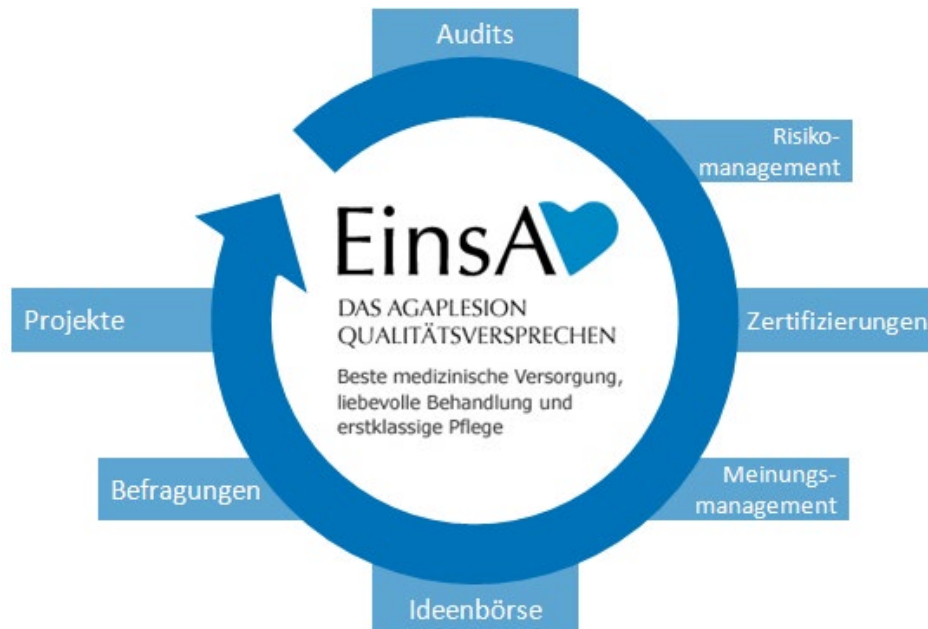 Audits
Risiko-
management
EinsA
DAS AGAPLESION
QUALITÄTSVERSPRECHEN
Projekte
Zertifizierungen
Beste medizinische Versorgung,
liebevolle Behandlung und
erstklassige Pflege
Befragungen
Meinungs-
management
Ideenbörse